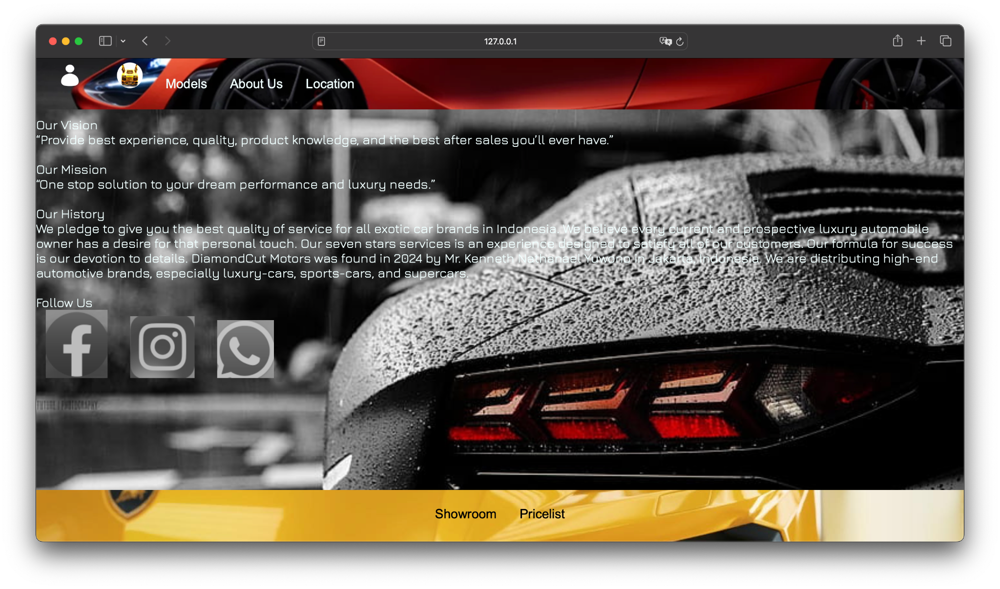 127.0.0.1
Models About Us Location
Our Vision
“Provide best experience, quality, product knowledge, and the best after sales you’ll ever have.”
Our Mission
“One stop solution to your dream performance and luxury needs.”
Our History
We pledge to give you the best quality of service for all exotic car brands in Indonesia. We believe every current and prospective luxury automobile
owner has a desire for that personal touch. Our seven stars services is an experience designed to satisfy all of our customers. Our formula for success
is our devotion to details. DiamondCut Motors was found in 2024 by Mr. Kenneth Nathanael Yuwono in Jakarta, Indonesia. We are distributing high-end
automotive brands, especially luxury-cars, sports-cars, and supercars.
Follow Us
PHOTOGRAPHY
Showroom Pricelist